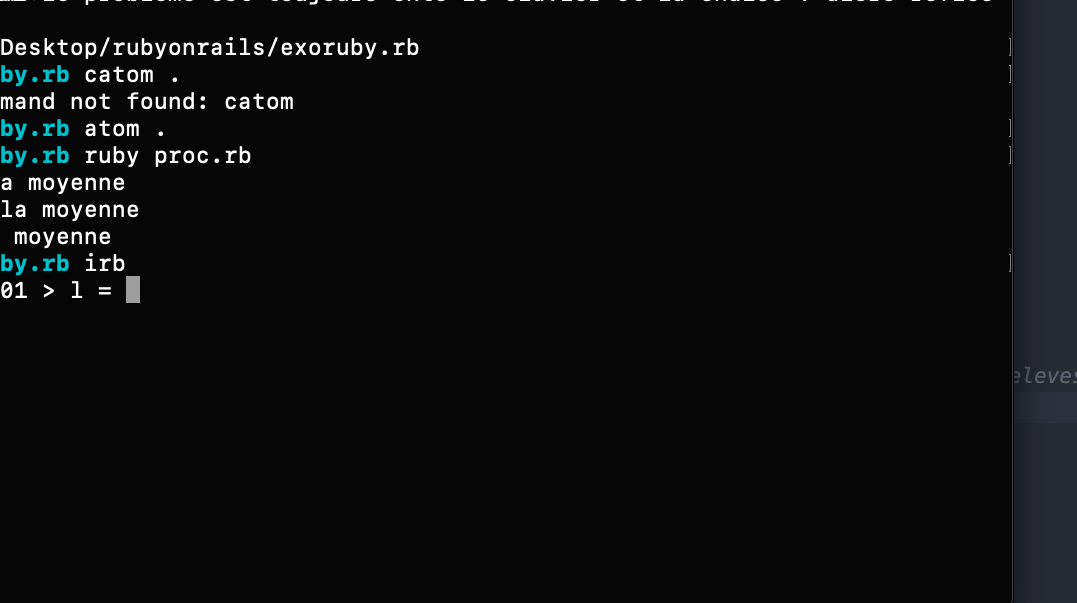 Desktop/rubyonrails/exoruby.rb
by.rb catom .
mand not found: catom
by.rb atom .
by.rb ruby proc.rb
a moyenne
la moyenne
moyenne
by.rb irb
01 > l =
eleves